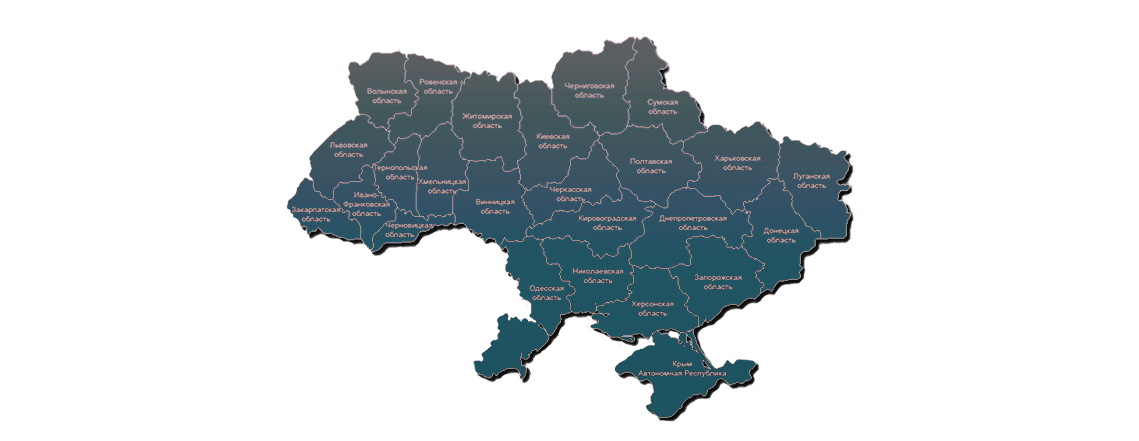 Волынская
область
Ровенская
область
Житомирская
область
Киевская
область
Черниговская
область
Сумская
область
Львовская
область
Тернопольская
область
Хмельницкая
область
Ивано-
Франковская
область
Закарпатская
область
Черновицкая
область
Винницкая
область
Черкасская
область
Полтавская
область
Харьковская
область
Луганская
область
Кировоградская
область
Днепропетровская
область
Донецкая
область
Одесская
область
Николаевская
область
Запорожская
область
Херсонская
область
Крым
Автономная Республика